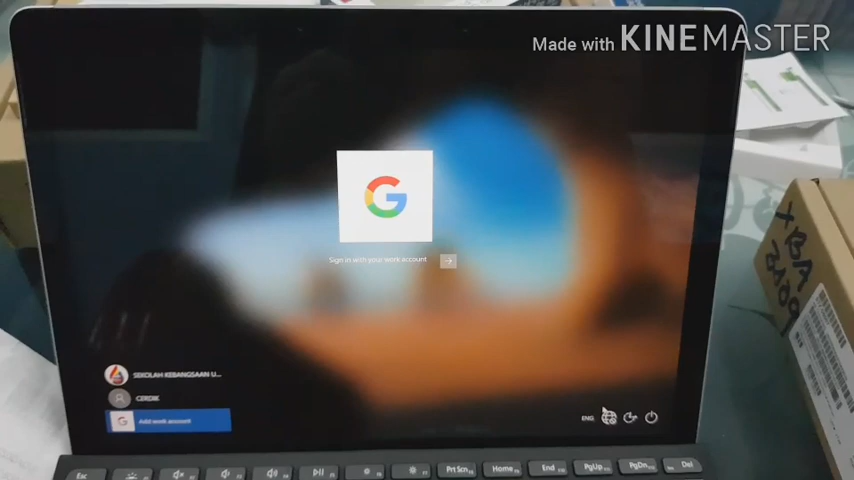 Made with KINEMASTER
Sign in with your work account
SEKOLAH KEBANGSAAN U...
CERDIK
Add work account
ENG
XBA
Esc
Prt Scn
Home
End
PgUp
PgDn
Del